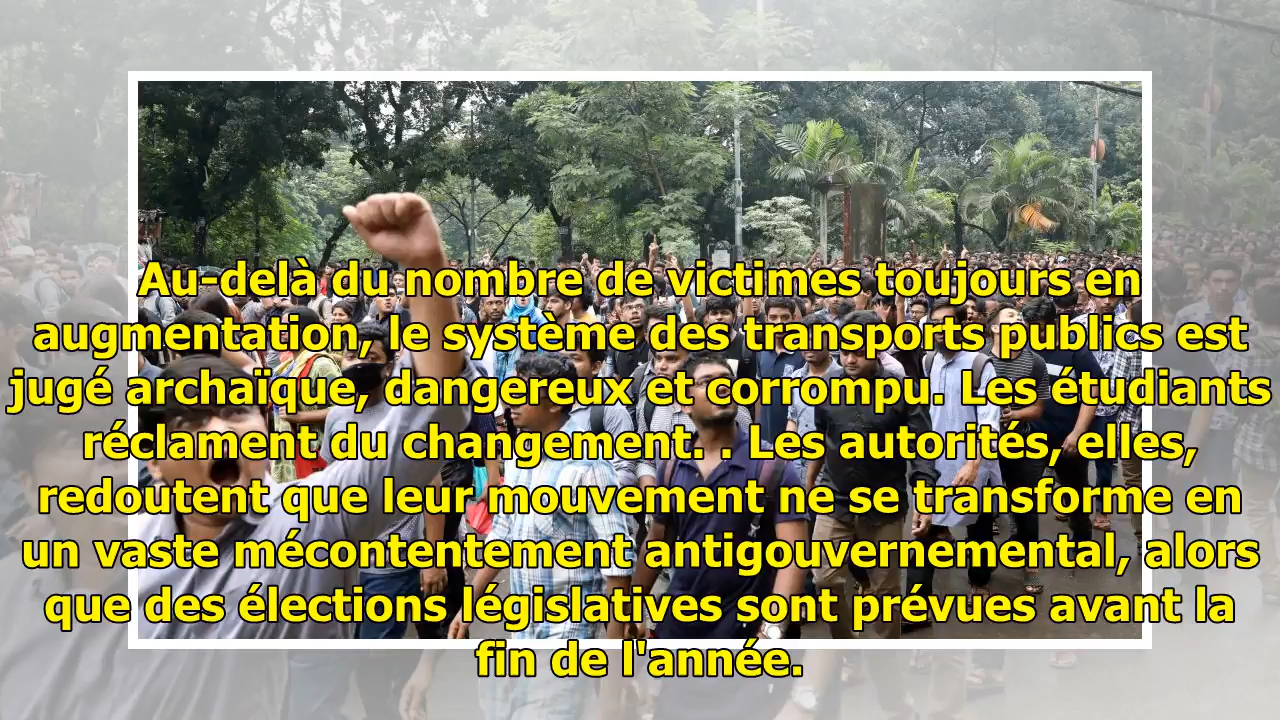 Au-delà du nombre de victimes toujours en
augmentation, le système des transports publics est
jugé archaïque, dangereux et corrompu. Les étudiants
réclament du changement. . Les autorités, elles,
redoutent que leur mouvement ne se transforme en
un vaste mécontentement antigouvernemental, alors
que des élections législatives sont prévues avant la
fin de l'année.